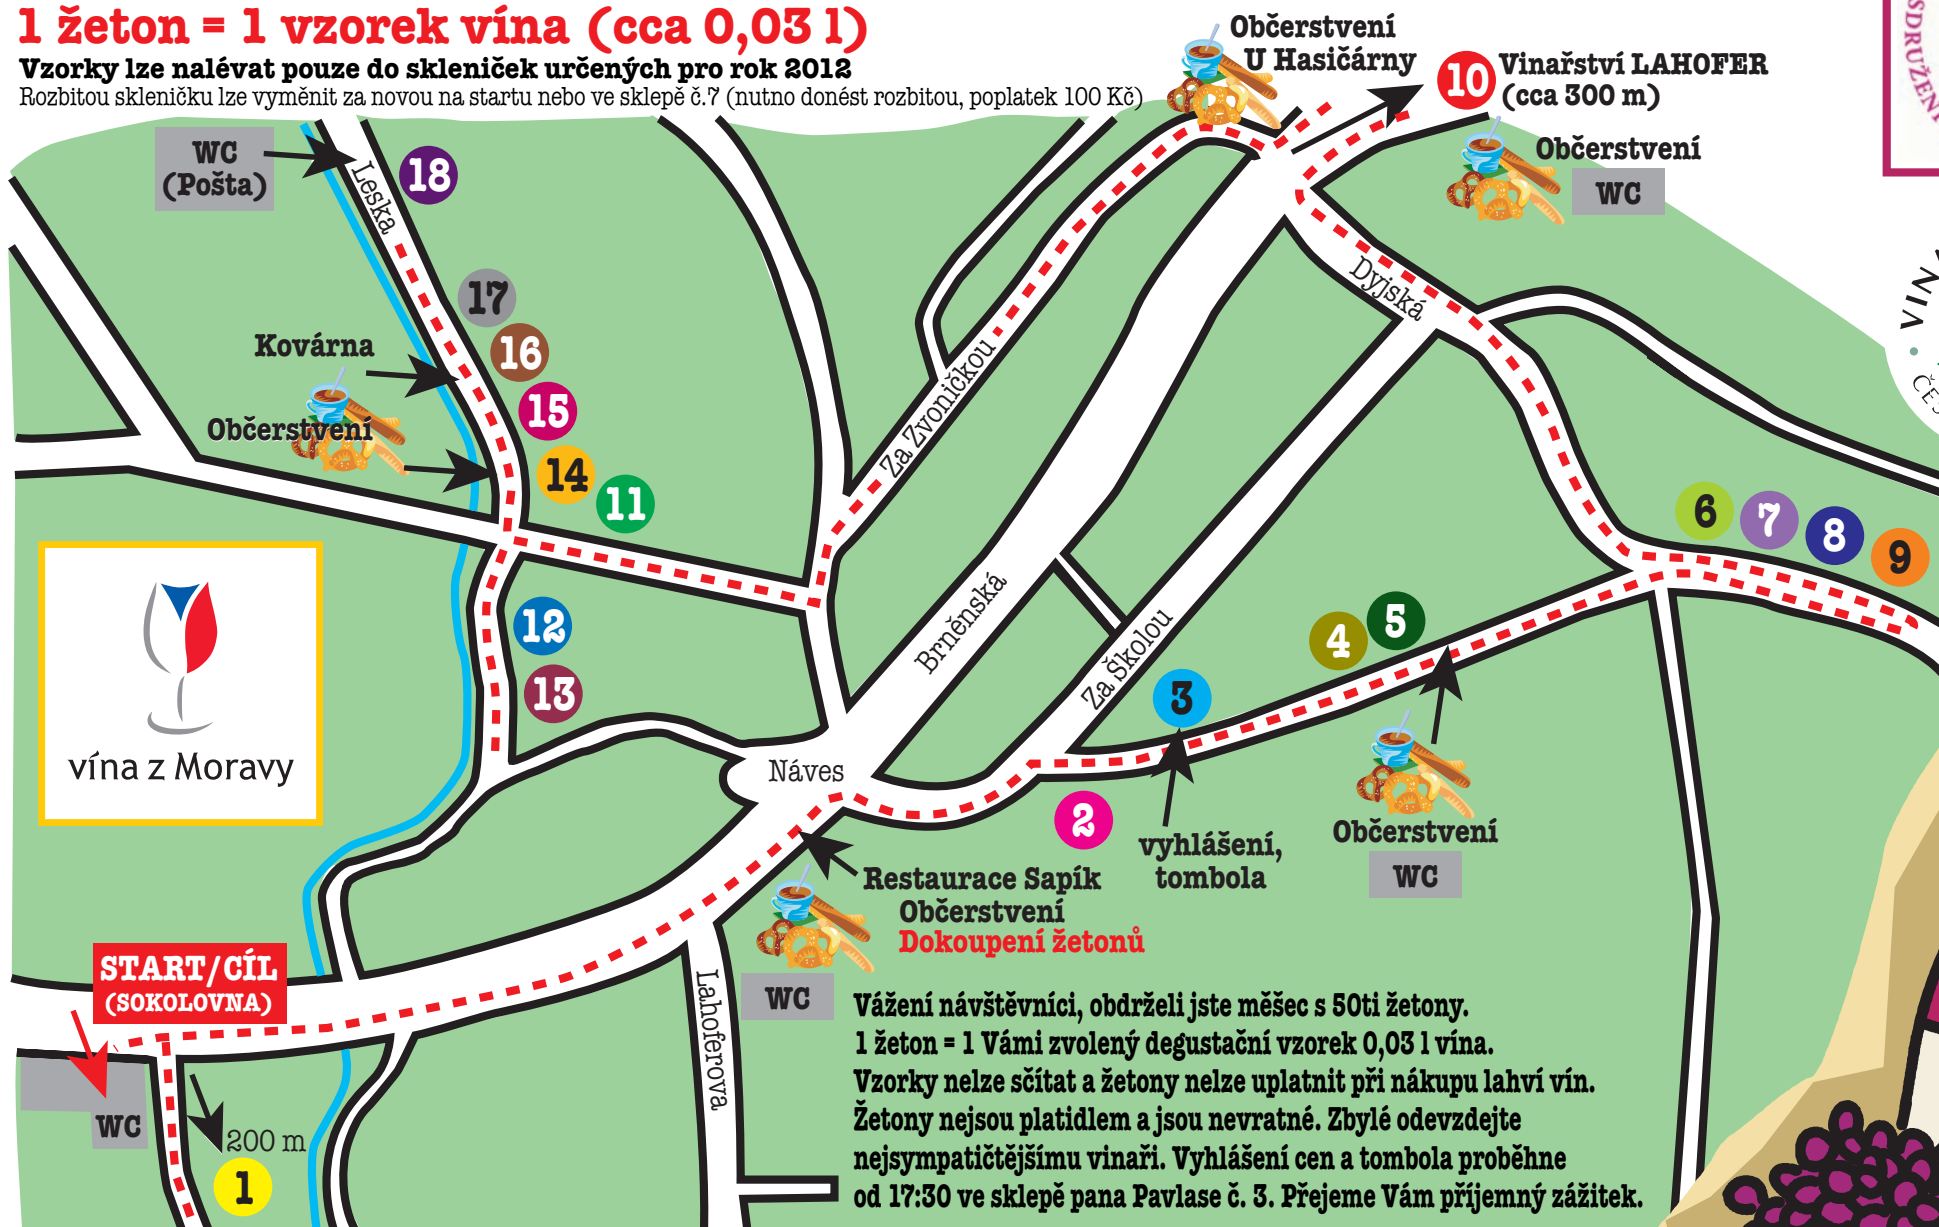 1 žeton = 1 vzorek vína (cca 0,03 l)
Vzorky lze nalévat pouze do skleniček určených pro rok 2012
Rozbitou skleničku lze vyměnit za novou na startu nebo ve sklepě č.7 (nutno donést rozbitou, poplatek 100 Kč)
Občerstvení
U Hasičárny
10 Vinařství LAHOFER
(cca 300 m)
Občerstvení
WC
WC
(Pošta)
Leska
18
17
Kovárna
16
15
Občerstvení
14
11
Za Zvoničkou
Dyjská
6
7
8
9
12
13
Brněnská
Za Školou
4
5
3
vína z Moravy
Náves
2
vyhlášení,
tombola
Občerstvení
WC
Restaurace Sapík
Občerstvení
Dokoupení žetonů
WC
START/CÍL
(SOKOLOVNA)
WC
200 m
1
Lahoferova
Vážení návštěvníci, obdrželi jste měšec s 50ti žetony.
1 žeton = 1 Vámi zvolený degustační vzorek 0,03 l vína.
Vzorky nelze sčítat a žetony nelze uplatnit při nákupu lahví vín.
Žetony nejsou platidlem a jsou nevratné. Zbylé odevzdejte
nejsympatičtějšímu vinaři. Vyhlášení cen a tombola proběhne
od 17:30 ve sklepě pana Pavlase č. 3. Přejeme Vám příjemný zážitek.